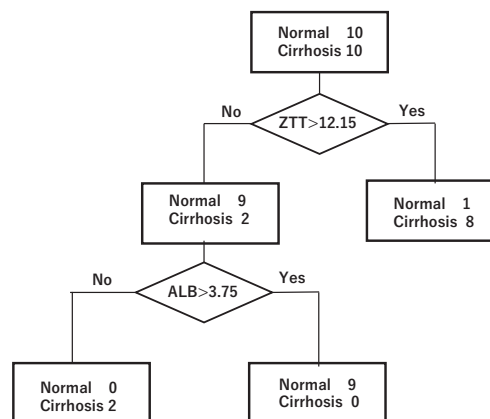 Normal 10
Cirrhosis 10
No
Yes
ZTT>12.15
Normal 9
Cirrhosis 2
Normal 1
Cirrhosis 8
No
Yes
ALB>3.75
Normal 0
Cirrhosis 2
Normal 9
Cirrhosis 0